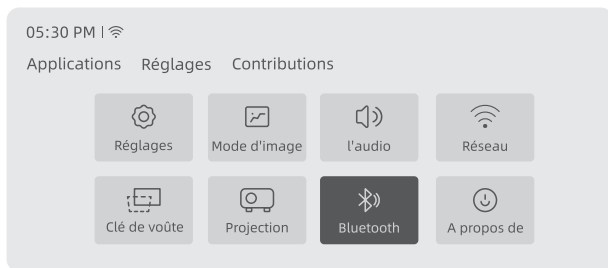 05:30 PM
Applications Réglages Contributions
Réglages Mode d'image l'audio Réseau
Clé de voûte Projection Bluetooth A propos de